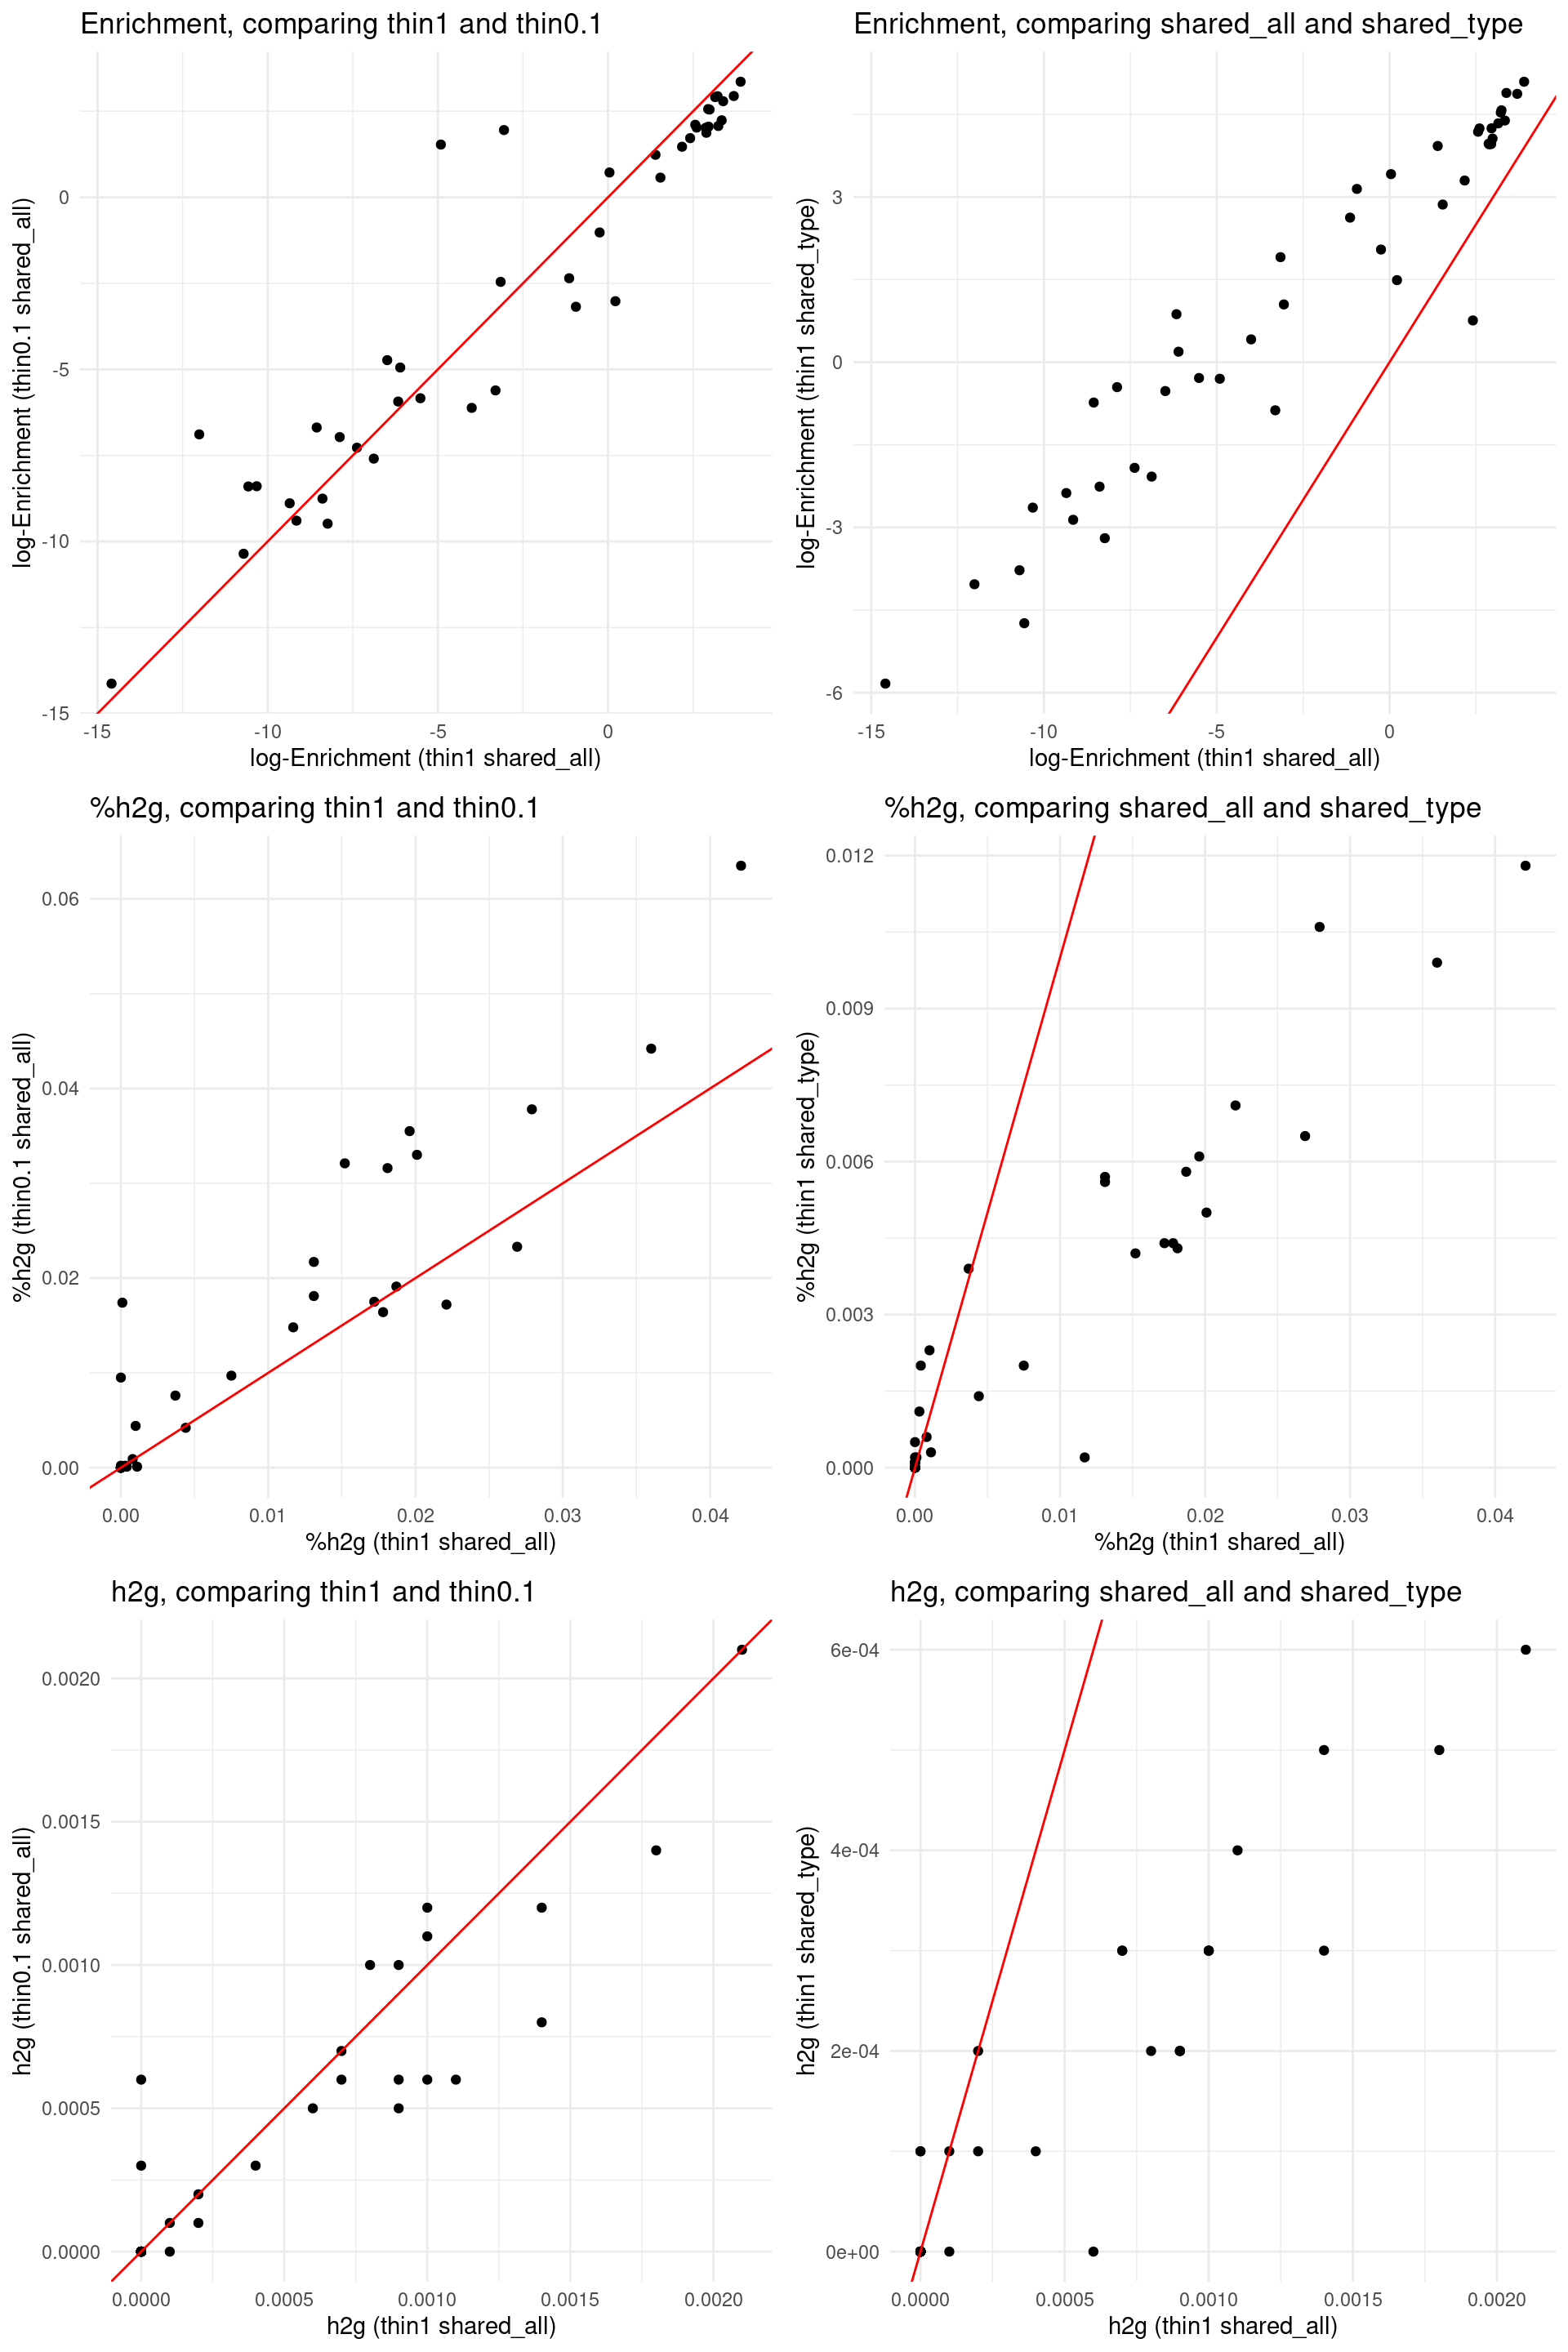 Enrichment, comparing thin1 and thin0.1
log-Enrichment (thin0.1 shared_all)
0
-5
-10
-15
-15
-10
-5
0
log-Enrichment (thin1 shared_all)
Enrichment, comparing shared_all and shared_type
log-Enrichment (thin1 shared_type)
3
0
-3
-6
-15
-10
-5
0
log-Enrichment (thin1 shared_all)
%h2g, comparing thin1 and thin0.1
%h2g (thin0.1 shared_all)
0.06
0.04
0.02
0.00
0.00
0.01
0.02
0.03
0.04
%h2g (thin1 shared_all)
%h2g, comparing shared_all and shared_type
%h2g (thin1 shared_type)
0.012
0.009
0.006
0.003
0.000
0.00
0.01
0.02
0.03
0.04
%h2g (thin1 shared_all)
h2g, comparing thin1 and thin0.1
h2g (thin0.1 shared_all)
0.0020
0.0015
0.0010
0.0005
0.0000
0.0000
0.0005
0.0010
0.0015
0.0020
h2g (thin1 shared_all)
h2g, comparing shared_all and shared_type
h2g (thin1 shared_type)
6e-04
4e-04
2e-04
0e+00
0.0000
0.0005
0.0010
0.0015
0.0020
h2g (thin1 shared_all)